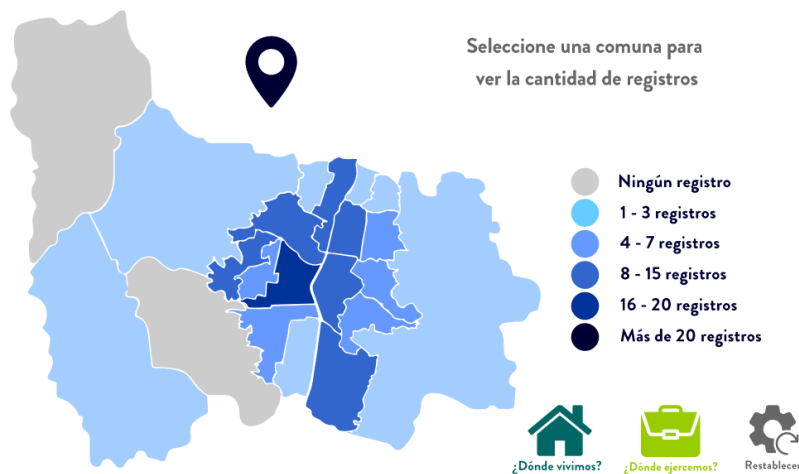 Seleccione una comuna para
ver la cantidad de registros
Ningún registro
1 - 3 registros
4 - 7 registros
8 - 15 registros
16 - 20 registros
Más de 20 registros
¿Dónde vivimos?
¿Dónde ejercemos?
Restablecer